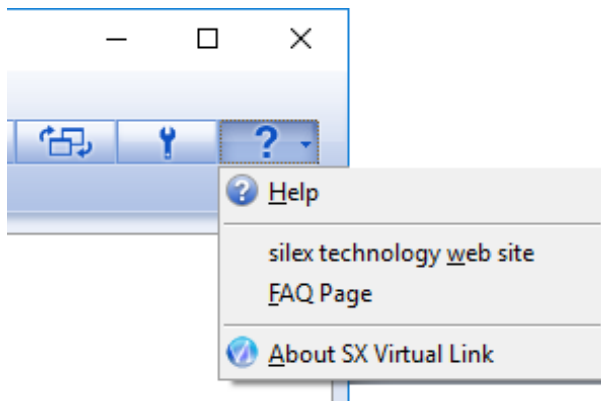 ?
Help
silex technology web site
FAQ Page
About SX Virtual Link